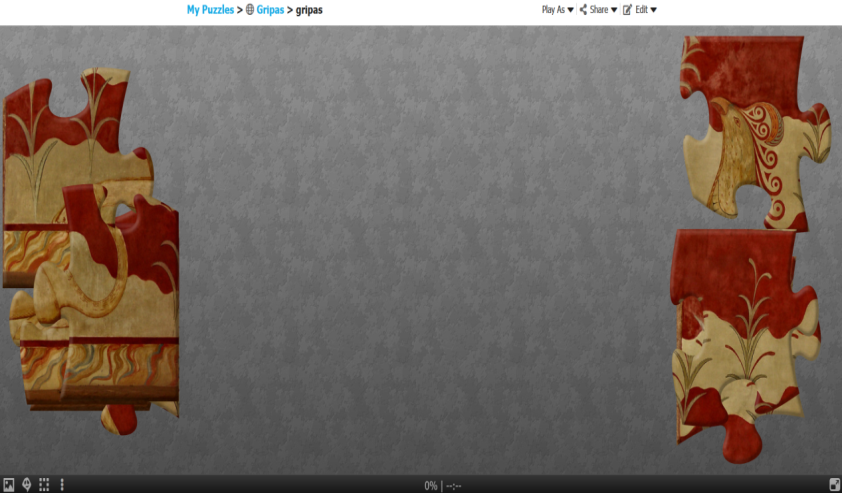 My Puzzles > Gripas > gripas
Play As ▼ Share ▼ Edit ▼
0% | --:--